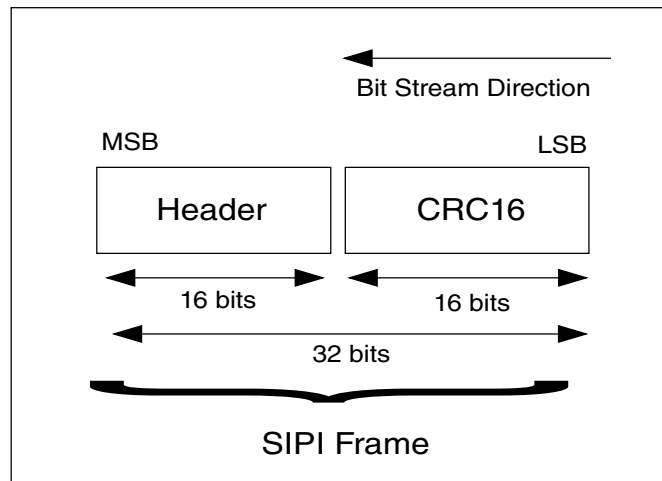 Bit Stream Direction
MSB
LSB
Header
CRC16
16 bits
16 bits
32 bits
SIPI Frame